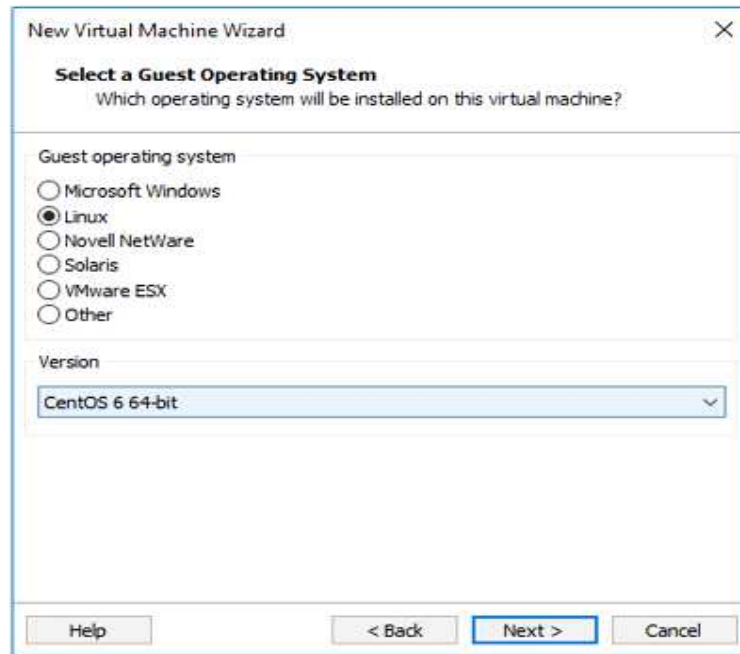 New Virtual Machine Wizard
Select a Guest Operating System
Which operating system will be installed on this virtual machine?
Guest operating system
Microsoft Windows
Linux
Novell NetWare
Solaris
VMware ESX
Other
Version
CentOS 6 64-bit
Help
< Back
Next >
Cancel